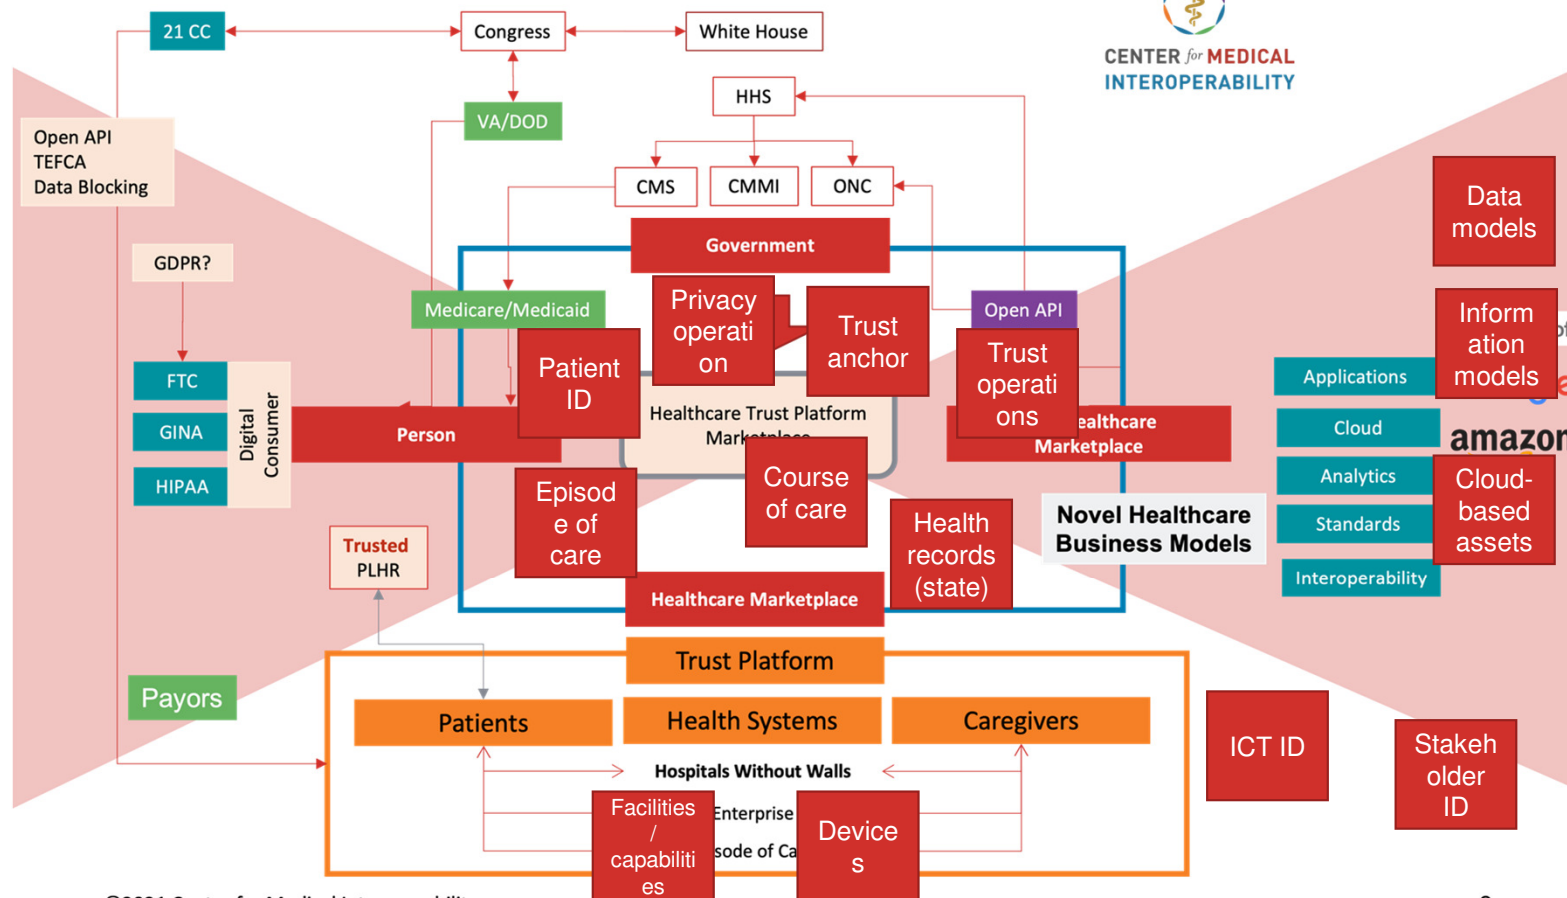 21 CC
Congress
White House
CENTER for MEDICAL
INTEROPERABILITY
HHS
VA/DOD
Open API
TEFCA
Data Blocking
CMS
CMMI
ONC
Data
models
Government
GDPR?
Medicare/Medicaid
Privacy
operati
on
Trust
anchor
Open API
Inform
ation
models
Patient
ID
Trust
operati
ons
FTC
GINA
HIPAA
Digital
Consumer
Person
Healthcare Trust Platform
Marketplace
ealthcare
Marketplace
Applications
Cloud
Analytics
Standards
Interoperability
amazon
Cloud-
based
assets
Episod
e of
care
Course
of care
Health
records
(state)
Novel Healthcare
Business Models
Trusted
PLHR
Healthcare Marketplace
Trust Platform
Payors
Patients
Health Systems
Caregivers
ICT ID
Stakeh
older
ID
Hospitals Without Walls
Enterprise
sode of Ca
Facilities
/
capabiliti
es
Device
s